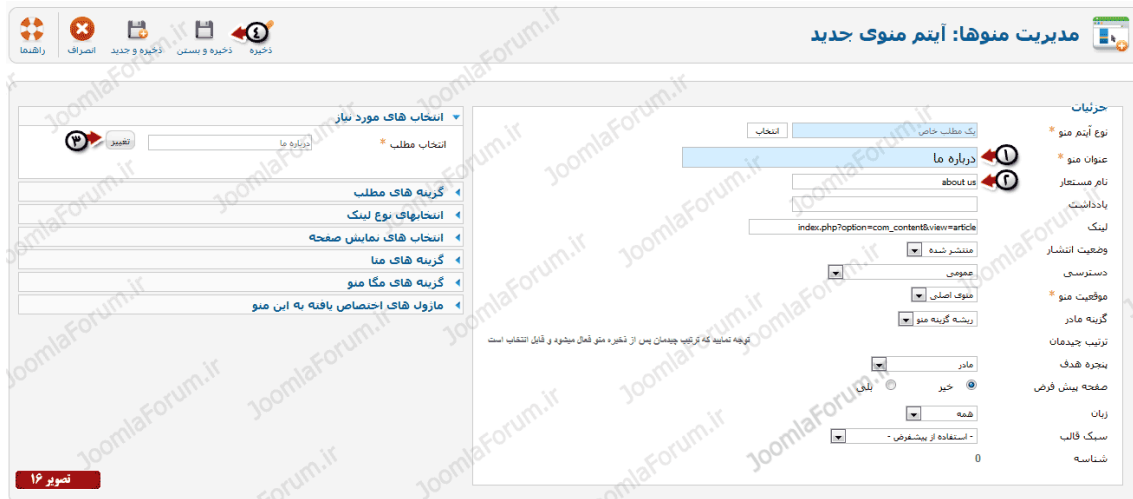 مدیریت منوها: آیتم منوی جدید
ذخیره
ذخیره و بستن
ذخیره و جدید
انصراف
راهنما
۴
جزئیات
نوع آیتم منو *
یک مطلب خاص
انتخاب
عنوان منو *
درباره ما
۱
نام مستعار
about us
۲
یادداشت
لینک
index.php?option=com_content&view=article
وضعیت انتشار
منتشر شده
دسترسی
عمومی
موقعیت منو *
منوی اصلی
گزینه مادر
ریشه گزینه منو
ترتیب چیدمان
توجه نمایید که ترتیب چیدمان پس از ذخیره منو فعال میشود و قابل انتخاب است
پنجره هدف
مادر
صفحه پیش فرض
خیر
بلی
زبان
همه
سبک قالب
- استفاده از پیشفرض -
شناسه
0
انتخاب های مورد نیاز
انتخاب مطلب *
درباره ما
تغییر
۳
گزینه های مطلب
انتخابهای نوع لینک
انتخاب های نمایش صفحه
گزینه های متا
گزینه های مگا منو
ماژول های اختصاص یافته به این منو
تصویر ۱۶
JoomlaForum.ir